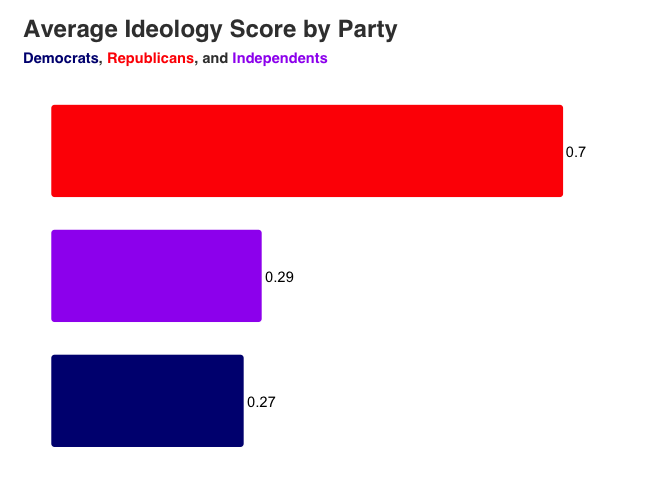 Average Ideology Score by Party
Democrats, Republicans, and Independents
0.7
0.29
0.27